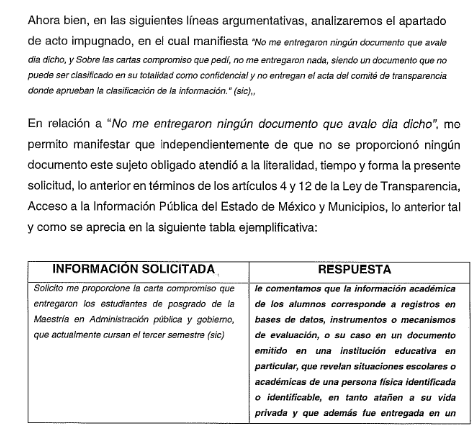 Ahora bien, en las siguientes líneas argumentativas, analizaremos el apartado
de acto impugnado, en el cual manifiesta "No me entregaron ningún documento que avale
dia dicho, y Sobre las cartas compromiso que pedí, no me entregaron nada, siendo un documento que no
puede ser clasificado en su totalidad como confidencial y no entregan el acta del comité de transparencia
donde aprueban la clasificación de la información." (sic),,
En relación a "No me entregaron ningún documento que avale dia dicho", me
permito manifestar que independientemente de que no se proporcionó ningún
documento este sujeto obligado atendió a la literalidad, tiempo y forma la presente
solicitud, lo anterior en términos de los artículos 4 y 12 de la Ley de Transparencia,
Acceso a la Información Pública del Estado de México y Municipios, lo anterior tal
y como se aprecia en la siguiente tabla ejemplificativa:
INFORMACIÓN SOLICITADA
Solicito me proporcione la carta compromiso que
entregaron los estudiantes de posgrado de la
Maestría en Administración pública y gobierno,
que actualmente cursan el tercer semestre (sic)
RESPUESTA
le comentamos que la información académica
de los alumnos corresponde a registros en
bases de datos, instrumentos o mecanismos
de evaluación, o su caso en un documento
emitido en una institución educativa en
particular, que revelan situaciones escolares o
académicas de una persona física identificada
o identificable, en tanto atañen a su vida
privada y que además fue entregada en un